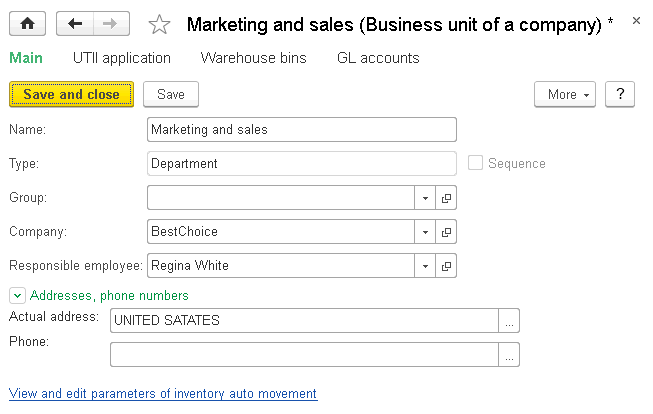 Marketing and sales (Business unit of a company) *
Main UTII application Warehouse bins GL accounts
Save and close Save More ?
Name: Marketing and sales
Type: Department Sequence
Group:
Company: BestChoice
Responsible employee: Regina White
Addresses, phone numbers
Actual address: UNITED SATATES ...
Phone: ...
View and edit parameters of inventory auto movement